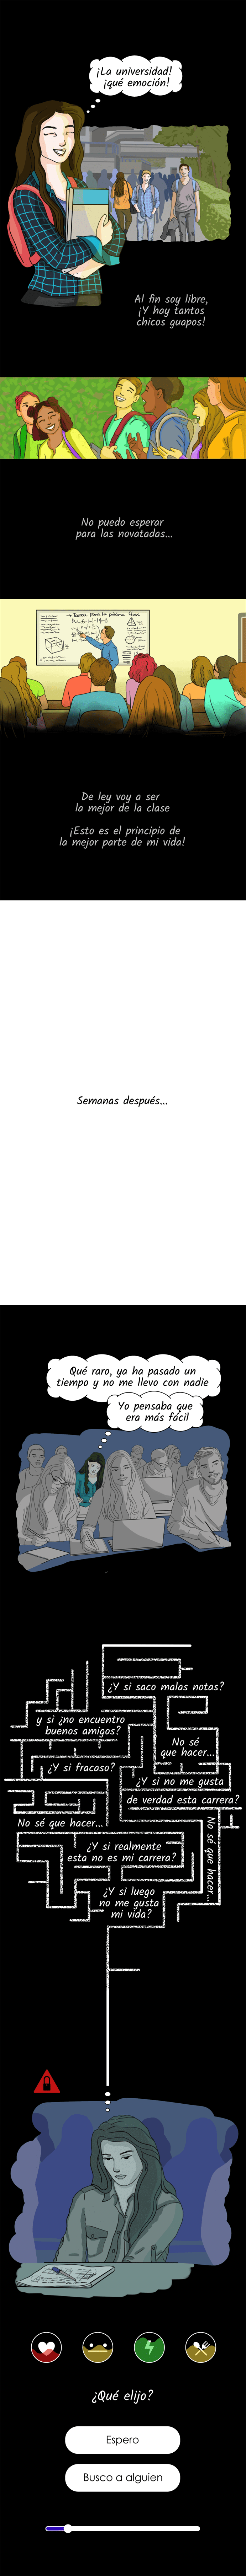 ¡La universidad!
¡qué emoción!
Al fin soy libre,
¡Y hay tantos
chicos guapos!
No puedo esperar
para las novatadas...
De ley voy a ser
la mejor de la clase
¡Esto es el principio de
la mejor parte de mi vida!
Semanas después...
Qué raro, ya ha pasado un
tiempo y no me llevo con nadie
Yo pensaba que
era más fácil
¿Y si saco malas notas?
y si ¿no encuentro
buenos amigos?
No sé
que hacer...
¿Y si fracaso?
¿Y si no me gusta
de verdad esta carrera?
No sé que hacer...
No sé que hacer...
¿Y si realmente
esta no es mi carrera?
¿Y si luego
no me gusta
mi vida?
¿Qué elijo?
Espero
Busco a alguien